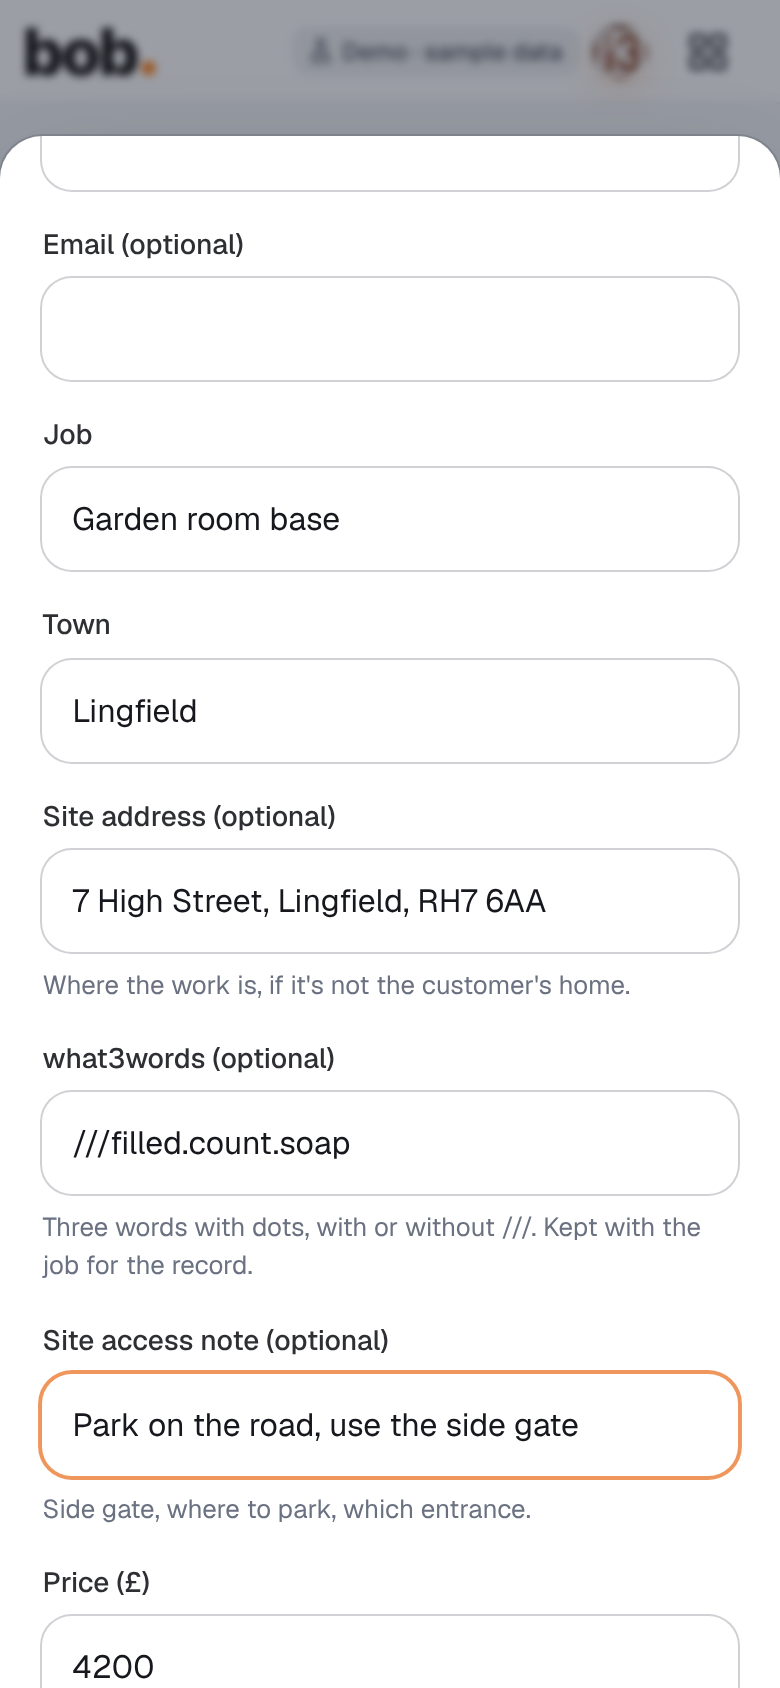 bob.
Demo · sample data
Email (optional)
Job
Garden room base
Town
Lingfield
Site address (optional)
7 High Street, Lingfield, RH7 6AA
Where the work is, if it's not the customer's home.
what3words (optional)
///filled.count.soap
Three words with dots, with or without ///. Kept with the
job for the record.
Site access note (optional)
Park on the road, use the side gate
Side gate, where to park, which entrance.
Price (£)
4200